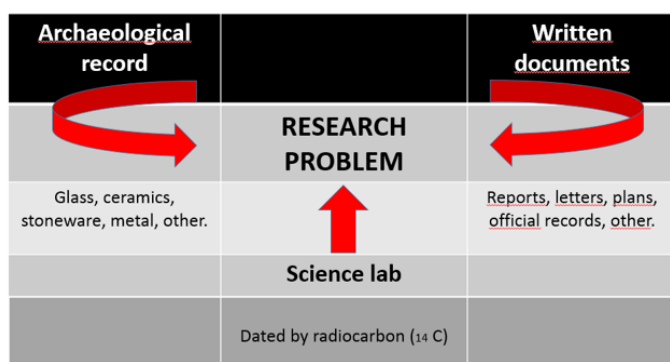 Archaeological
record
Written
documents
RESEARCH
PROBLEM
Glass, ceramics,
stoneware, metal, other.
Reports, letters, plans,
official records, other.
Science lab
Dated by radiocarbon (₁₄ C)